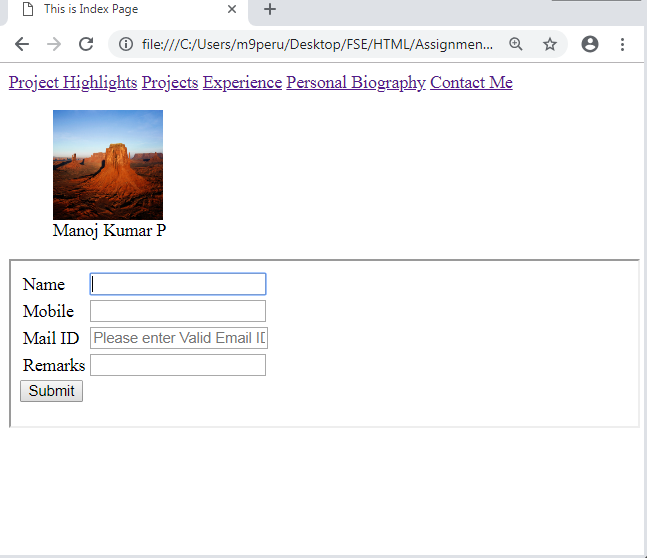 This is Index Page
file:///C:/Users/m9peru/Desktop/FSE/HTML/Assignmen...
Project Highlights Projects Experience Personal Biography Contact Me
Manoj Kumar P
Name
Mobile
Mail ID Please enter Valid Email ID
Remarks
Submit